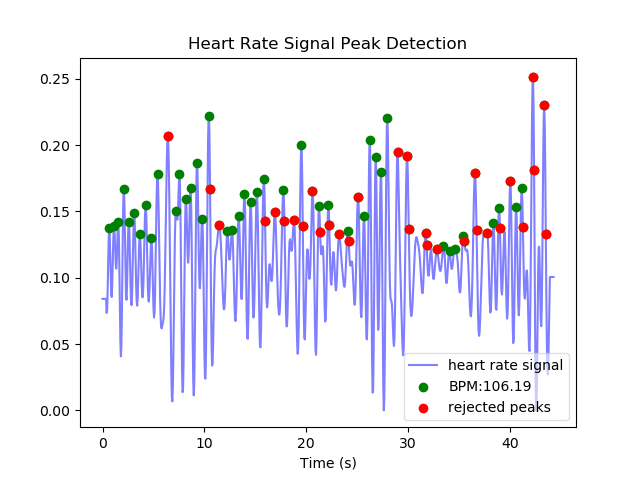 Heart Rate Signal Peak Detection
0.25
0.20
0.15
0.10
0.05
0.00
heart rate signal
BPM:106.19
rejected peaks
0 10 20 30 40
Time (s)